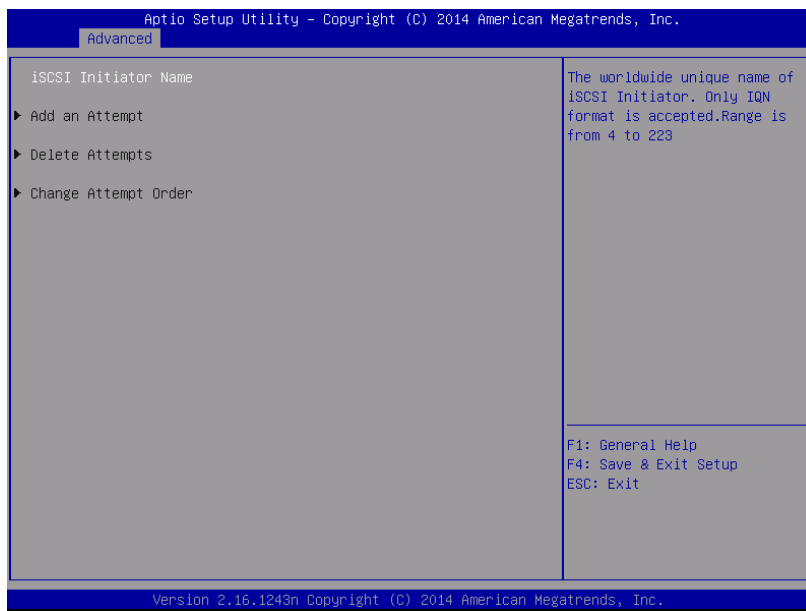 Aptio Setup Utility – Copyright (C) 2014 American Megatrends, Inc.
Advanced
iSCSI Initiator Name
Add an Attempt
Delete Attempts
Change Attempt Order
The worldwide unique name of
iSCSI Initiator. Only IQN
format is accepted.Range is
from 4 to 223
F1: General Help
F4: Save & Exit Setup
ESC: Exit
Version 2.16.1243n Copyright (C) 2014 American Megatrends, Inc.